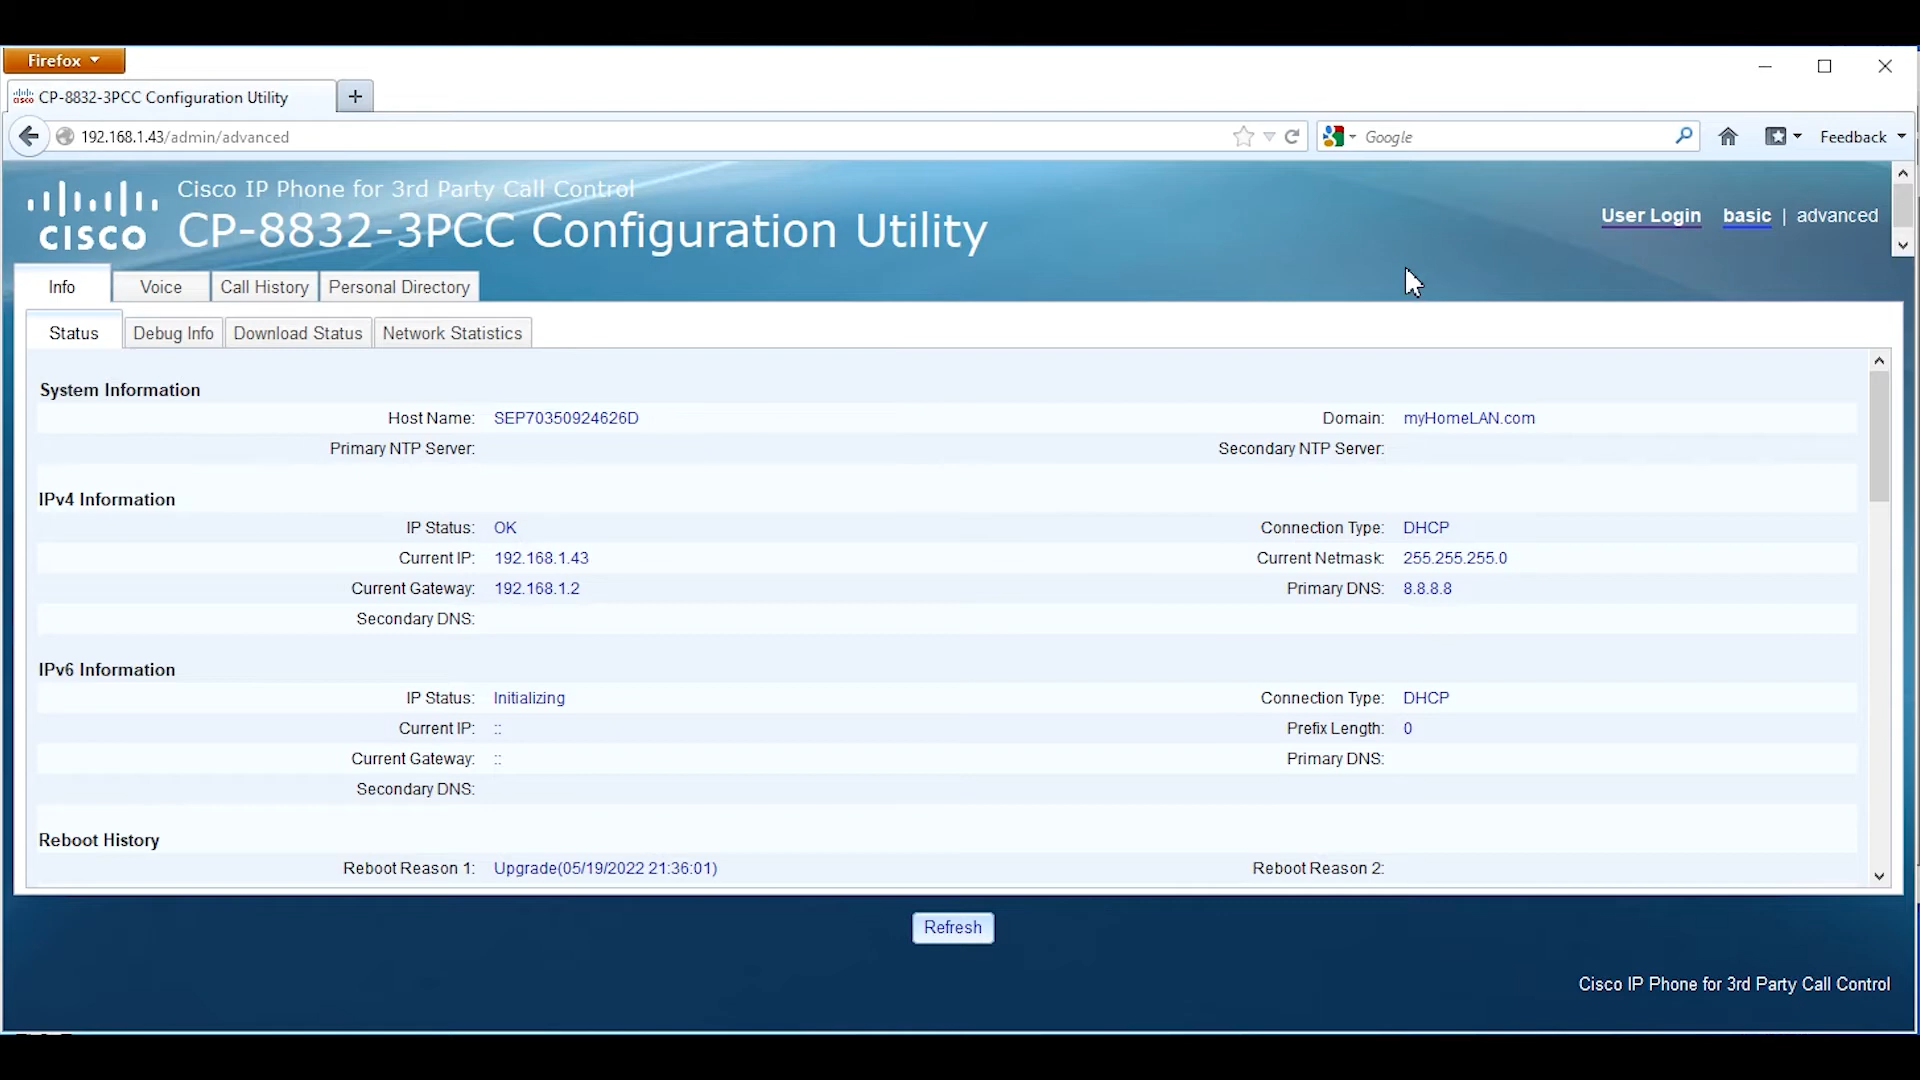 Firefox
CP-8832-3PCC Configuration Utility
192.168.1.43/admin/advanced
Google
Feedback
Cisco IP Phone for 3rd Party Call Control
CISCO CP-8832-3PCC Configuration Utility
User Login basic | advanced
Info Voice Call History Personal Directory
Status Debug Info Download Status Network Statistics
System Information
Host Name: SEP70350924626D Domain: myHomeLAN.com
Primary NTP Server: Secondary NTP Server:
IPv4 Information
IP Status: OK Connection Type: DHCP
Current IP: 192.168.1.43 Current Netmask: 255.255.255.0
Current Gateway: 192.168.1.2 Primary DNS: 8.8.8.8
Secondary DNS:
IPv6 Information
IP Status: Initializing Connection Type: DHCP
Current IP: :: Prefix Length: 0
Current Gateway: :: Primary DNS:
Secondary DNS:
Reboot History
Reboot Reason 1: Upgrade(05/19/2022 21:36:01) Reboot Reason 2:
Refresh
Cisco IP Phone for 3rd Party Call Control